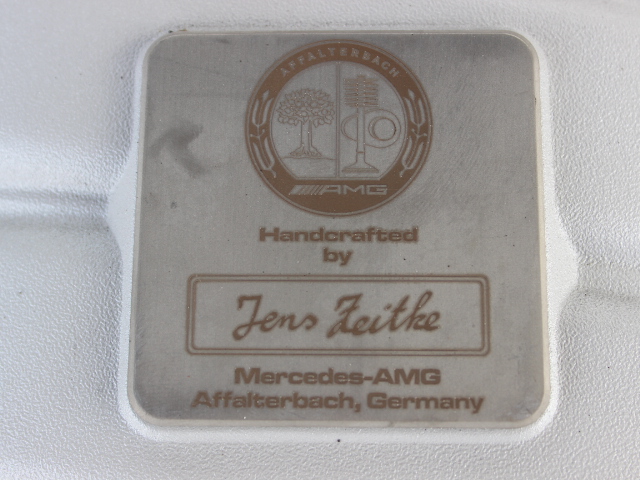 AFFALTERBACH
AMG
Handcrafted
by
Jens Zeitke
Mercedes-AMG
Affalterbach, Germany